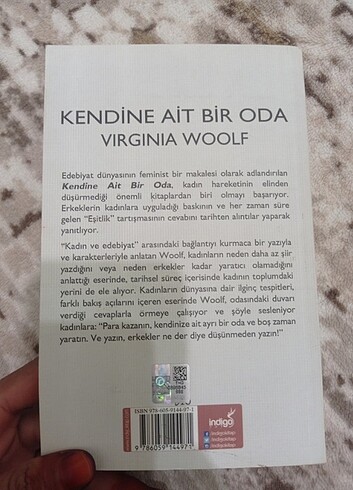 KENDİNE AİT BİR ODA
VIRGINIA WOOLF
Edebiyat dünyasının feminist bir makalesi olarak adlandırılan
Kendine Ait Bir Oda, kadın hareketinin elinden
düşürmediği önemli kitaplardan biri olmayı başarıyor.
Erkeklerin kadınlara uyguladığı baskının ve her zaman süre
gelen “Eşitlik” tartışmasının cevabını tarihten alıntılar yaparak
yanıtlıyor.
“Kadın ve edebiyat” arasındaki bağlantıyı kurmaca bir yazıyla
ve karakterleriyle anlatan Woolf, kadınların neden daha az şiir
yazdığını veya neden erkekler kadar yaratıcı olamadığını
anlattığı eserinde, tarihsel süreç içerisinde kadının toplumdaki
yerini de ele alıyor. Kadınların dünyasına dair ilginç tespitleri,
farklı bakış açılarını içeren eserinde Woolf, odasındaki duvarı
verdiği cevaplarla örmeye çalışıyor ve şöyle sesleniyor
kadınlara: “Para kazanın, kendinize ait ayrı bir oda ve boş zaman
yaratın. Ve yazın, erkekler ne der diye düşünmeden yazın!”
ISBN 978-605-9144-97-1
9786059144971
indigo
indigokitap
indigokitap
indigokitap